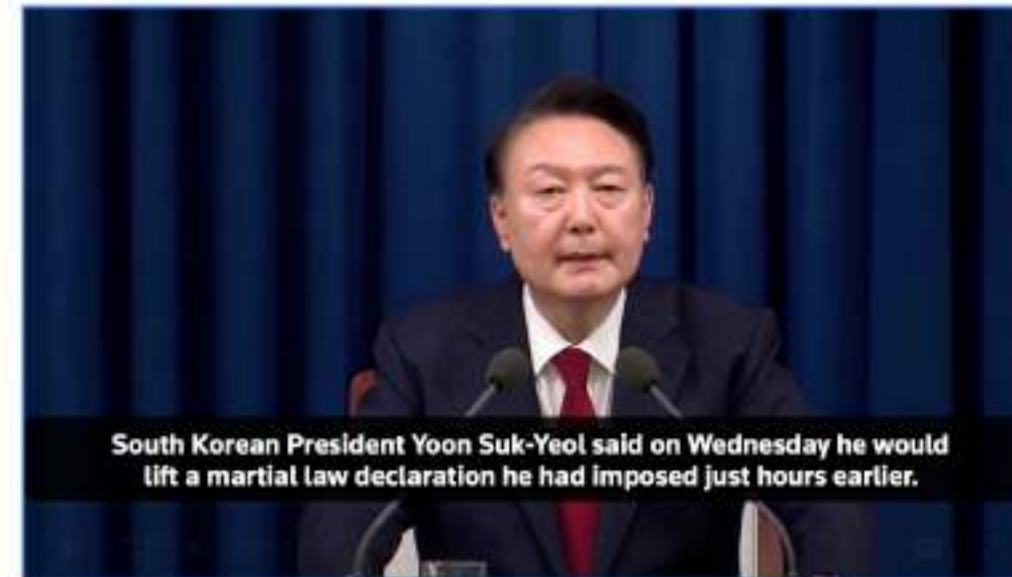 South Korean President Yoon Suk-Yeol said on Wednesday he would
lift a martial law declaration he had imposed just hours earlier.